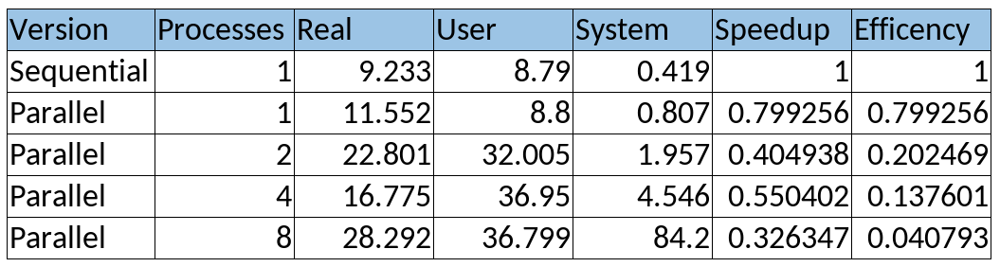 Version Processes Real User System Speedup Efficency
Sequential 1 9.233 8.79 0.419 1 1
Parallel 1 11.552 8.8 0.807 0.799256 0.799256
Parallel 2 22.801 32.005 1.957 0.404938 0.202469
Parallel 4 16.775 36.95 4.546 0.550402 0.137601
Parallel 8 28.292 36.799 84.2 0.326347 0.040793